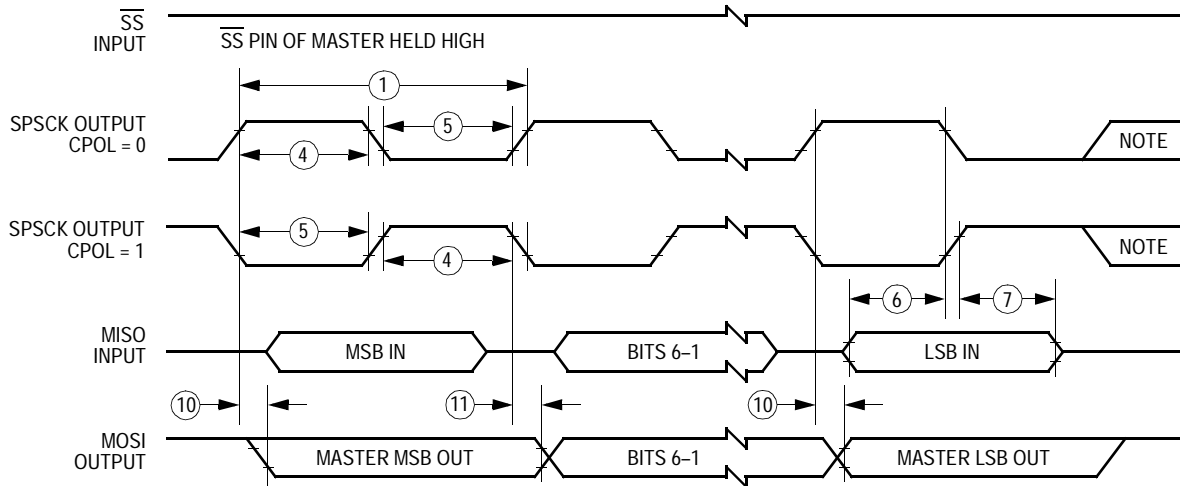 SS
INPUT
SS PIN OF MASTER HELD HIGH
1
SPSCK OUTPUT
CPOL = 0
5
4
NOTE
SPSCK OUTPUT
CPOL = 1
5
4
NOTE
6
7
MISO
INPUT
MSB IN
BITS 6–1
LSB IN
10
11
10
MOSI
OUTPUT
MASTER MSB OUT
BITS 6–1
MASTER LSB OUT